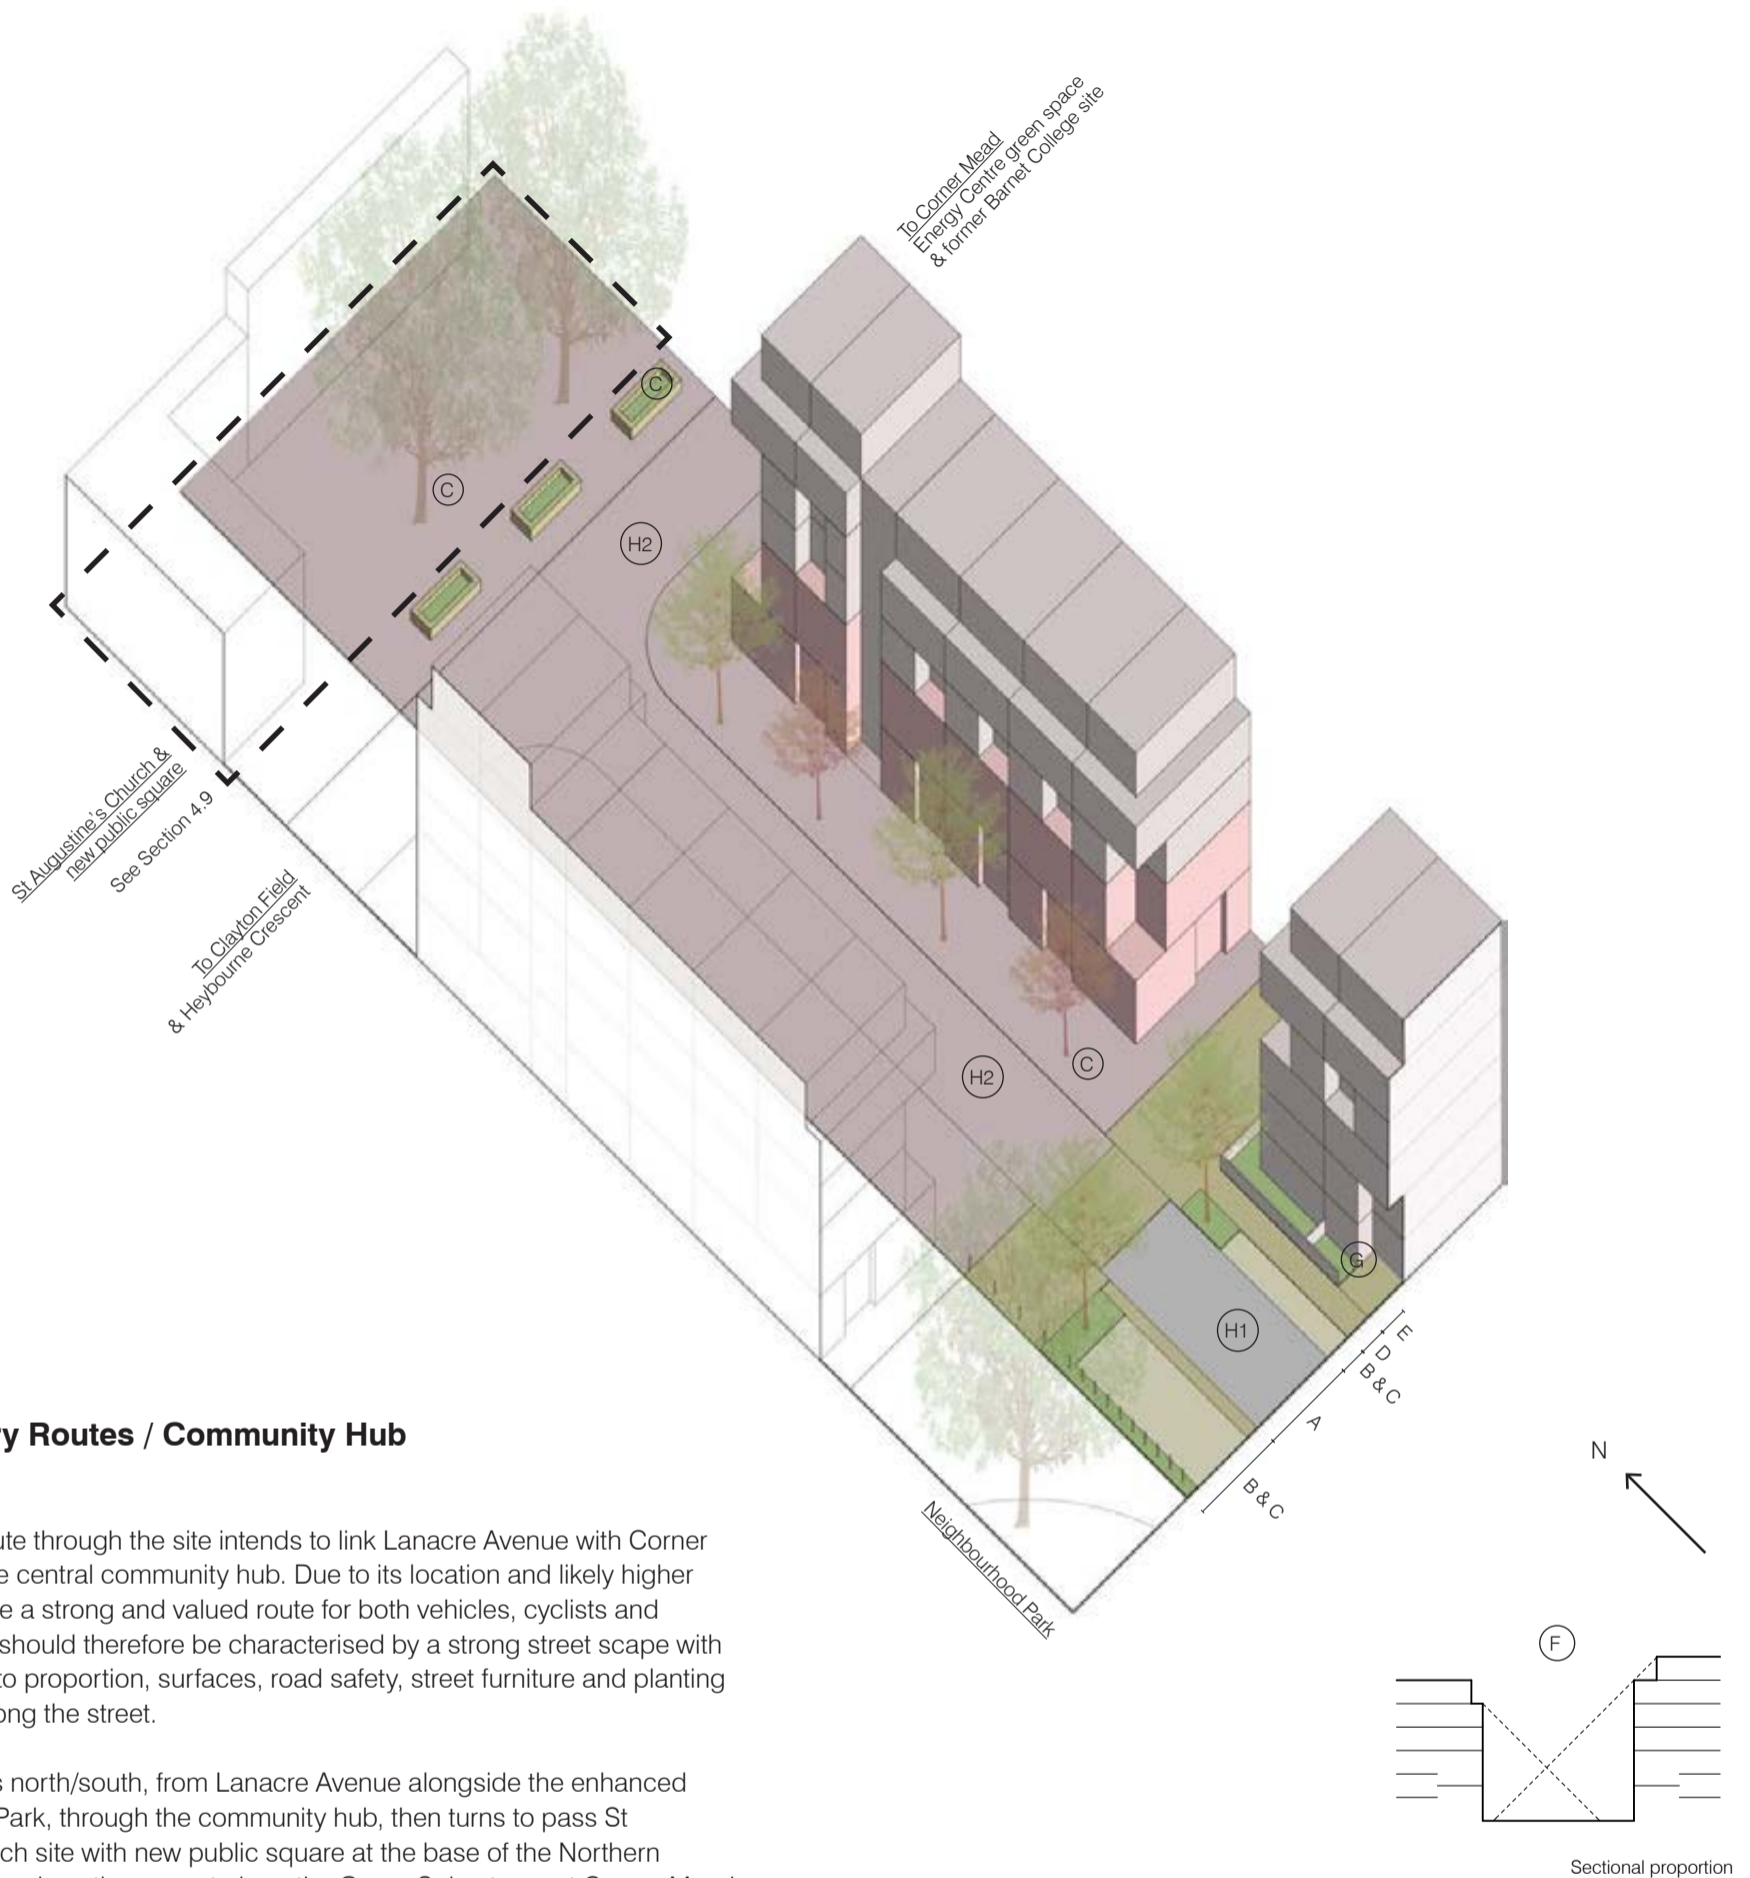 To Corner Mead
Energy Centre green space
& former Barnet College site
C
C
H2
St Augustine's Church &
new public square
See Section 4.9
To Clayton Field
& Heybourne Crescent
H2
C
G
H1
E
D
B & C
A
B & C
Neighbourhood Park
N
F
Sectional proportion
Routes / Community Hub
through the site intends to link Lanacre Avenue with Corner
central community hub. Due to its location and likely higher
a strong and valued route for both vehicles, cyclists and
should therefore be characterised by a strong street scape with
to proportion, surfaces, road safety, street furniture and planting
the street.
north/south, from Lanacre Avenue alongside the enhanced
Park, through the community hub, then turns to pass St
site with new public square at the base of the Northern